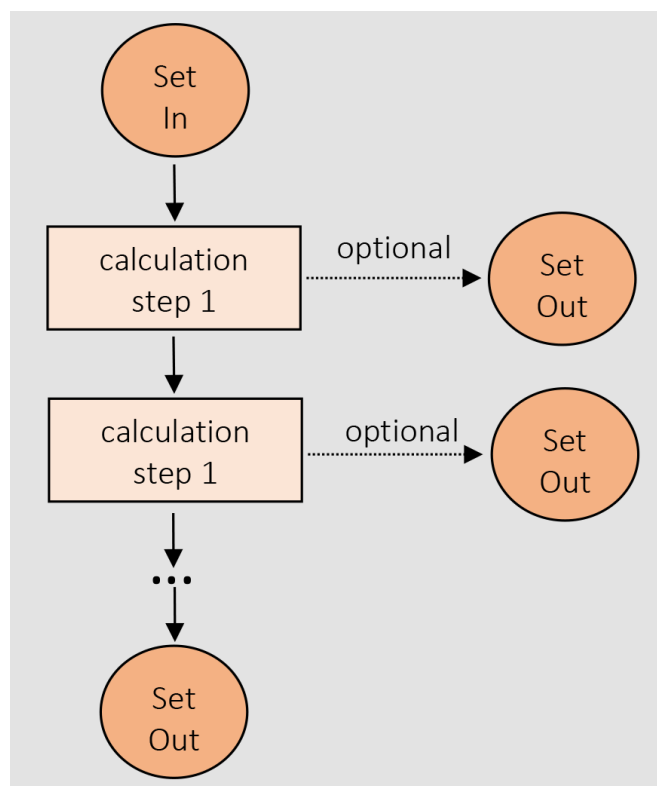 Set
In
calculation
step 1
optional
Set
Out
calculation
step 1
optional
Set
Out
...
Set
Out